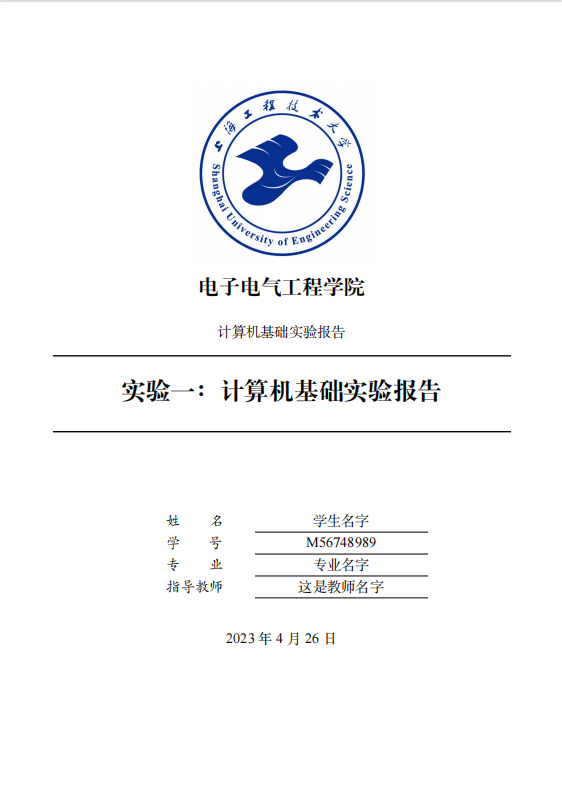 上海工程技术大学
Shanghai University of Engineering Science
电子电气工程学院
计算机基础实验报告
实验一：计算机基础实验报告
姓 名 学生名字
学 号 M56748989
专 业 专业名字
指导教师 这是教师名字
2023 年 4 月 26 日